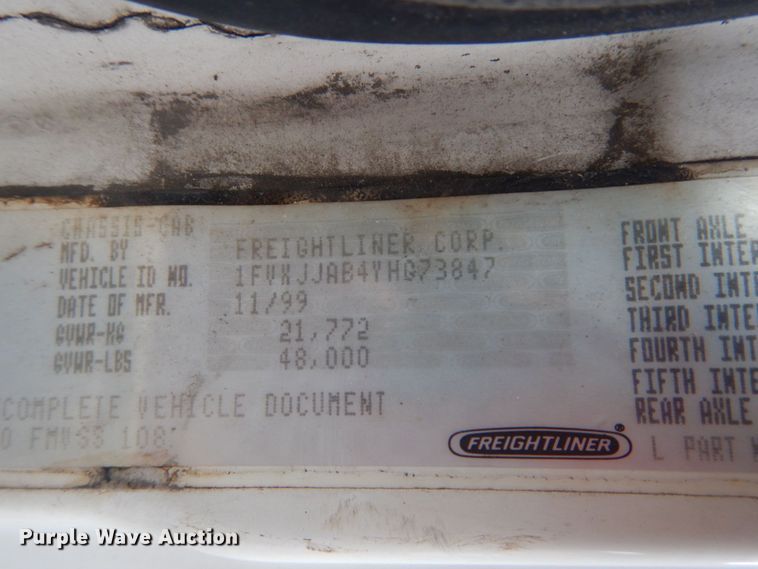 CHASSIS-CAB
MFD. BY FREIGHTLINER CORP.
VEHICLE ID NO. 1FVXJJAB4YHG73847
DATE OF MFR. 11/99
GVWR-KG 21,772
GVWR-LBS 48,000
COMPLETE VEHICLE DOCUMENT
O FMVSS 108.
FRONT AXLE
FIRST INTER
SECOND INTE
THIRD INTE
FOURTH INT
FIFTH INTE
REAR AXLE
FREIGHTLINER®
L PART
Purple Wave Auction